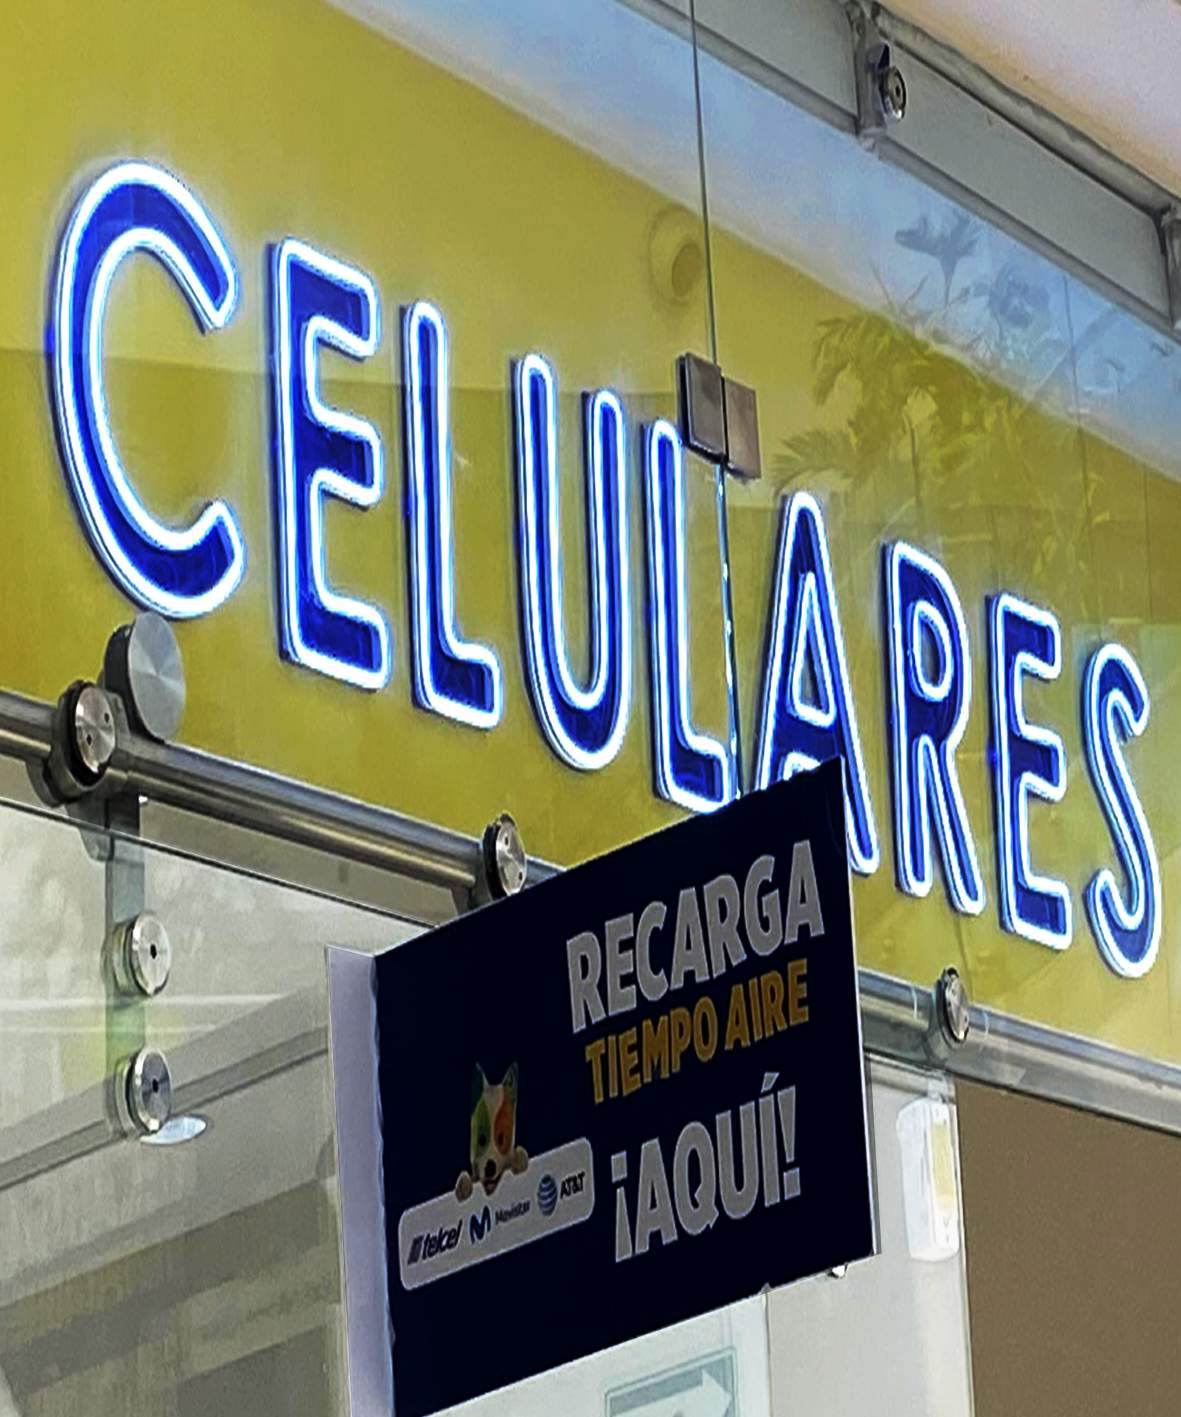 CELULARES
RECARGA
TIEMPO AIRE
¡AQUÍ!
telcel Movistar AT&T